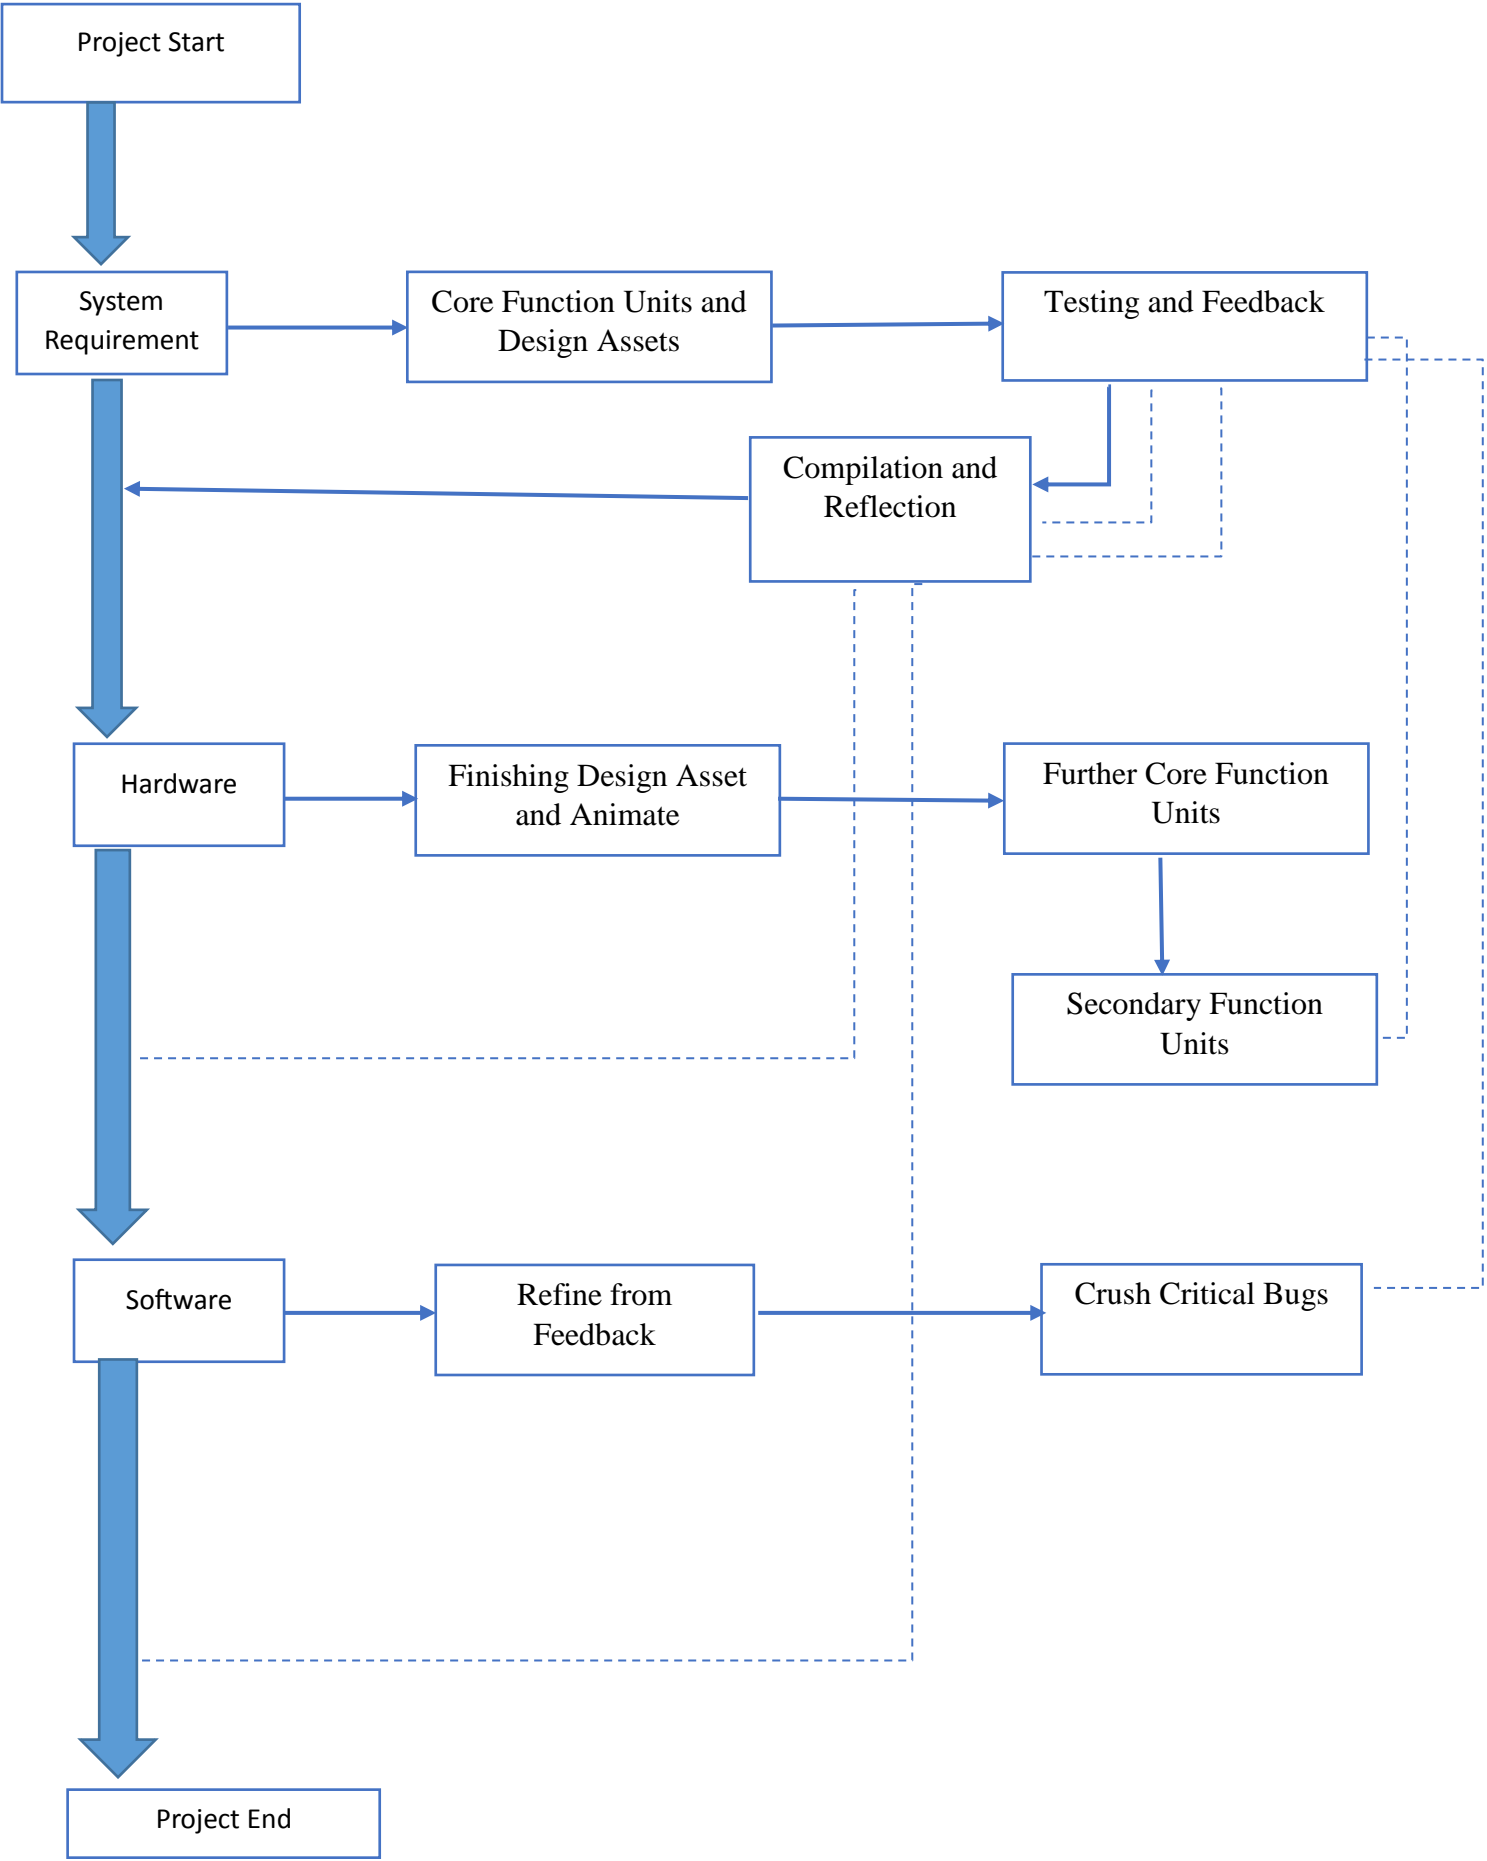 Project Start
System
Requirement
Core Function Units and
Design Assets
Testing and Feedback
Compilation and
Reflection
Hardware
Finishing Design Asset
and Animate
Further Core Function
Units
Secondary Function
Units
Software
Refine from
Feedback
Crush Critical Bugs
Project End